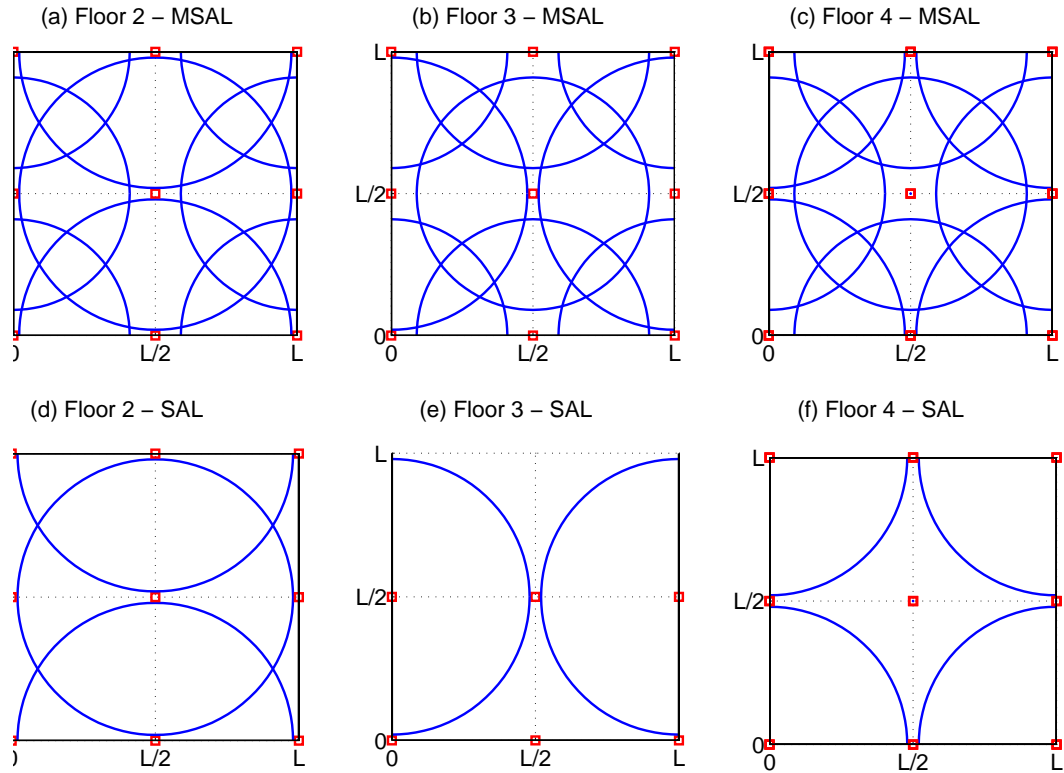 (a) Floor 2 – MSAL
(b) Floor 3 – MSAL
(c) Floor 4 – MSAL
0
L/2
L
L
L/2
0
0
L/2
L
L
L/2
0
0
L/2
L
(d) Floor 2 – SAL
(e) Floor 3 – SAL
(f) Floor 4 – SAL
0
L/2
L
L
L/2
0
0
L/2
L
L
L/2
0
0
L/2
L